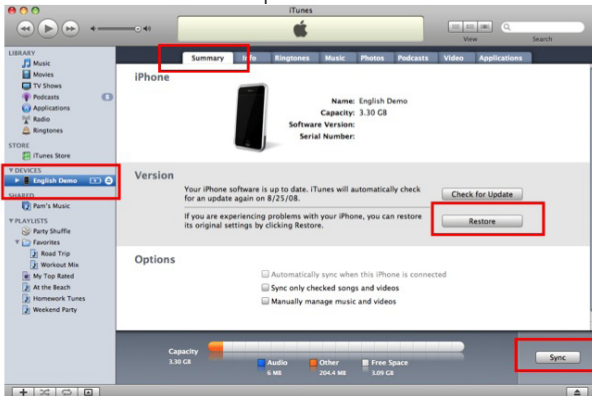 iTunes
View
Search
LIBRARY
Music
Movies
TV Shows
Podcasts
Applications
Radio
Ringtones
STORE
iTunes Store
DEVICES
English Demo
SHARED
Pam's Music
PLAYLISTS
Party Shuffle
Favorites
Road Trip
Workout Mix
My Top Rated
At the Beach
Homework Tunes
Weekend Party
Summary Info Ringtones Music Photos Podcasts Video Applications
iPhone
Name: English Demo
Capacity: 3.30 GB
Software Version:
Serial Number:
Version
Your iPhone software is up to date. iTunes will automatically check
for an update again on 8/25/08.
Check for Update
If you are experiencing problems with your iPhone, you can restore
its original settings by clicking Restore.
Restore
Options
Automatically sync when this iPhone is connected
Sync only checked songs and videos
Manually manage music and videos
Capacity
3.30 GB
Audio
6 MB
Other
204.4 MB
Free Space
3.09 GB
Sync